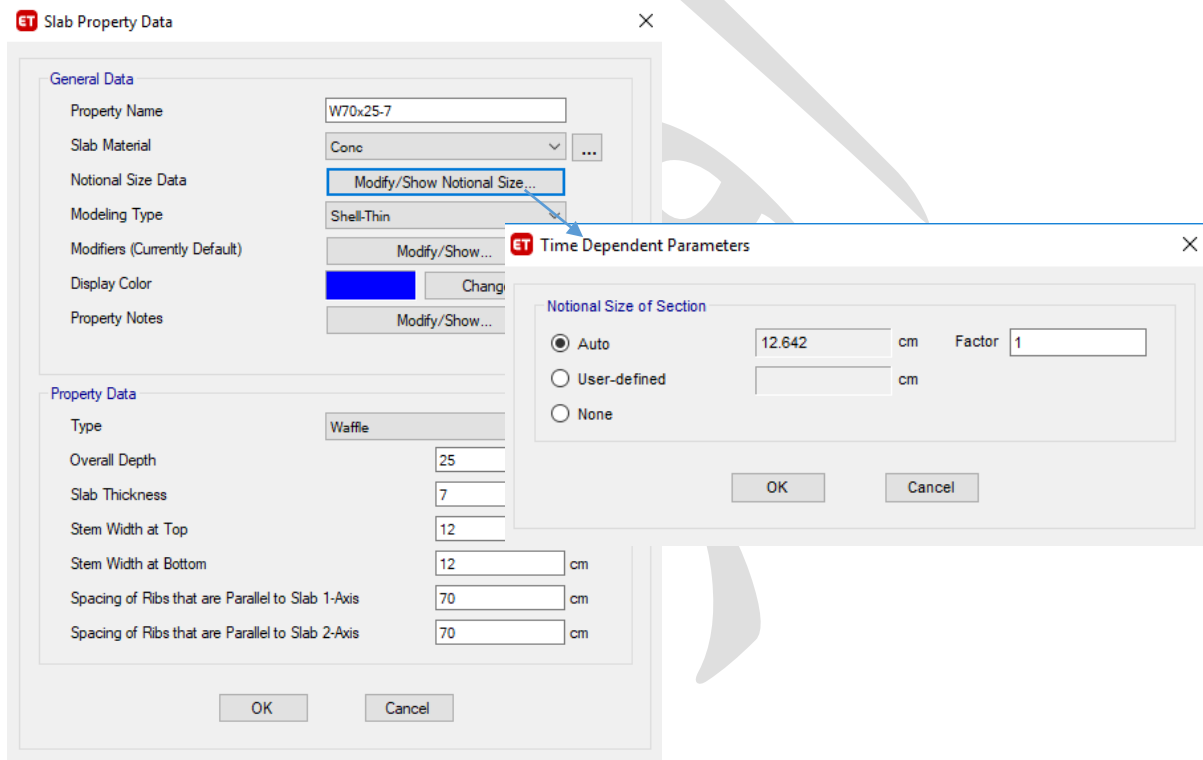 ET Slab Property Data
General Data
Property Name W70x25-7
Slab Material Conc ...
Notional Size Data Modify/Show Notional Size...
Modeling Type Shell-Thin
Modifiers (Currently Default) Modify/Show...
Display Color Chang
Property Notes Modify/Show...
Property Data
Type Waffle
Overall Depth 25
Slab Thickness 7
Stem Width at Top 12
Stem Width at Bottom 12 cm
Spacing of Ribs that are Parallel to Slab 1-Axis 70 cm
Spacing of Ribs that are Parallel to Slab 2-Axis 70 cm
OK Cancel
ET Time Dependent Parameters
Notional Size of Section
Auto 12.642 cm Factor 1
User-defined cm
None
OK Cancel